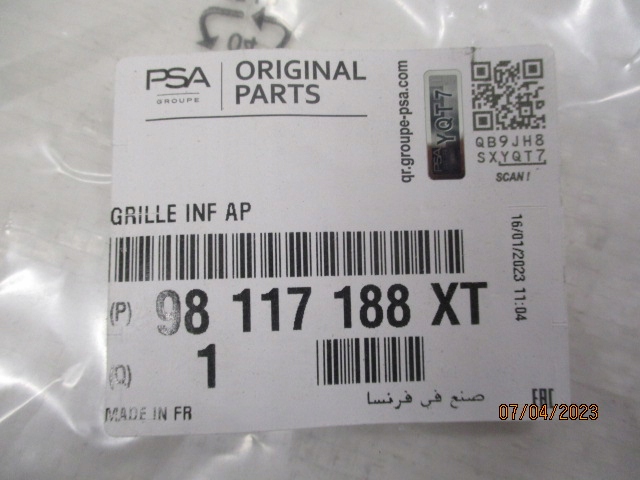 PSA
GROUPE
ORIGINAL
PARTS
qr.groupe-psa.com
PSA YQT7
QB9JH8
SXYQT7
SCAN!
GRILLE INF AP
16/01/2023 11:04
(P) 98 117 188 XT
(Q) 1
صنع في فرنسا
MADE IN FR
EAC
07/04/2023